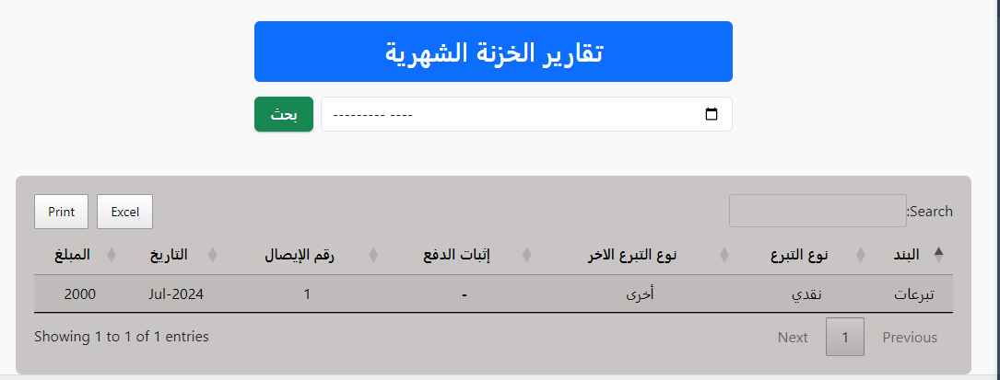 تقارير الخزنة الشهرية
--------- ----
بحث
Search:
Excel
Print
البند نوع التبرع نوع التبرع الاخر إثبات الدفع رقم الإيصال التاريخ المبلغ
تبرعات نقدي أخرى - 1 Jul-2024 2000
Previous 1 Next
Showing 1 to 1 of 1 entries